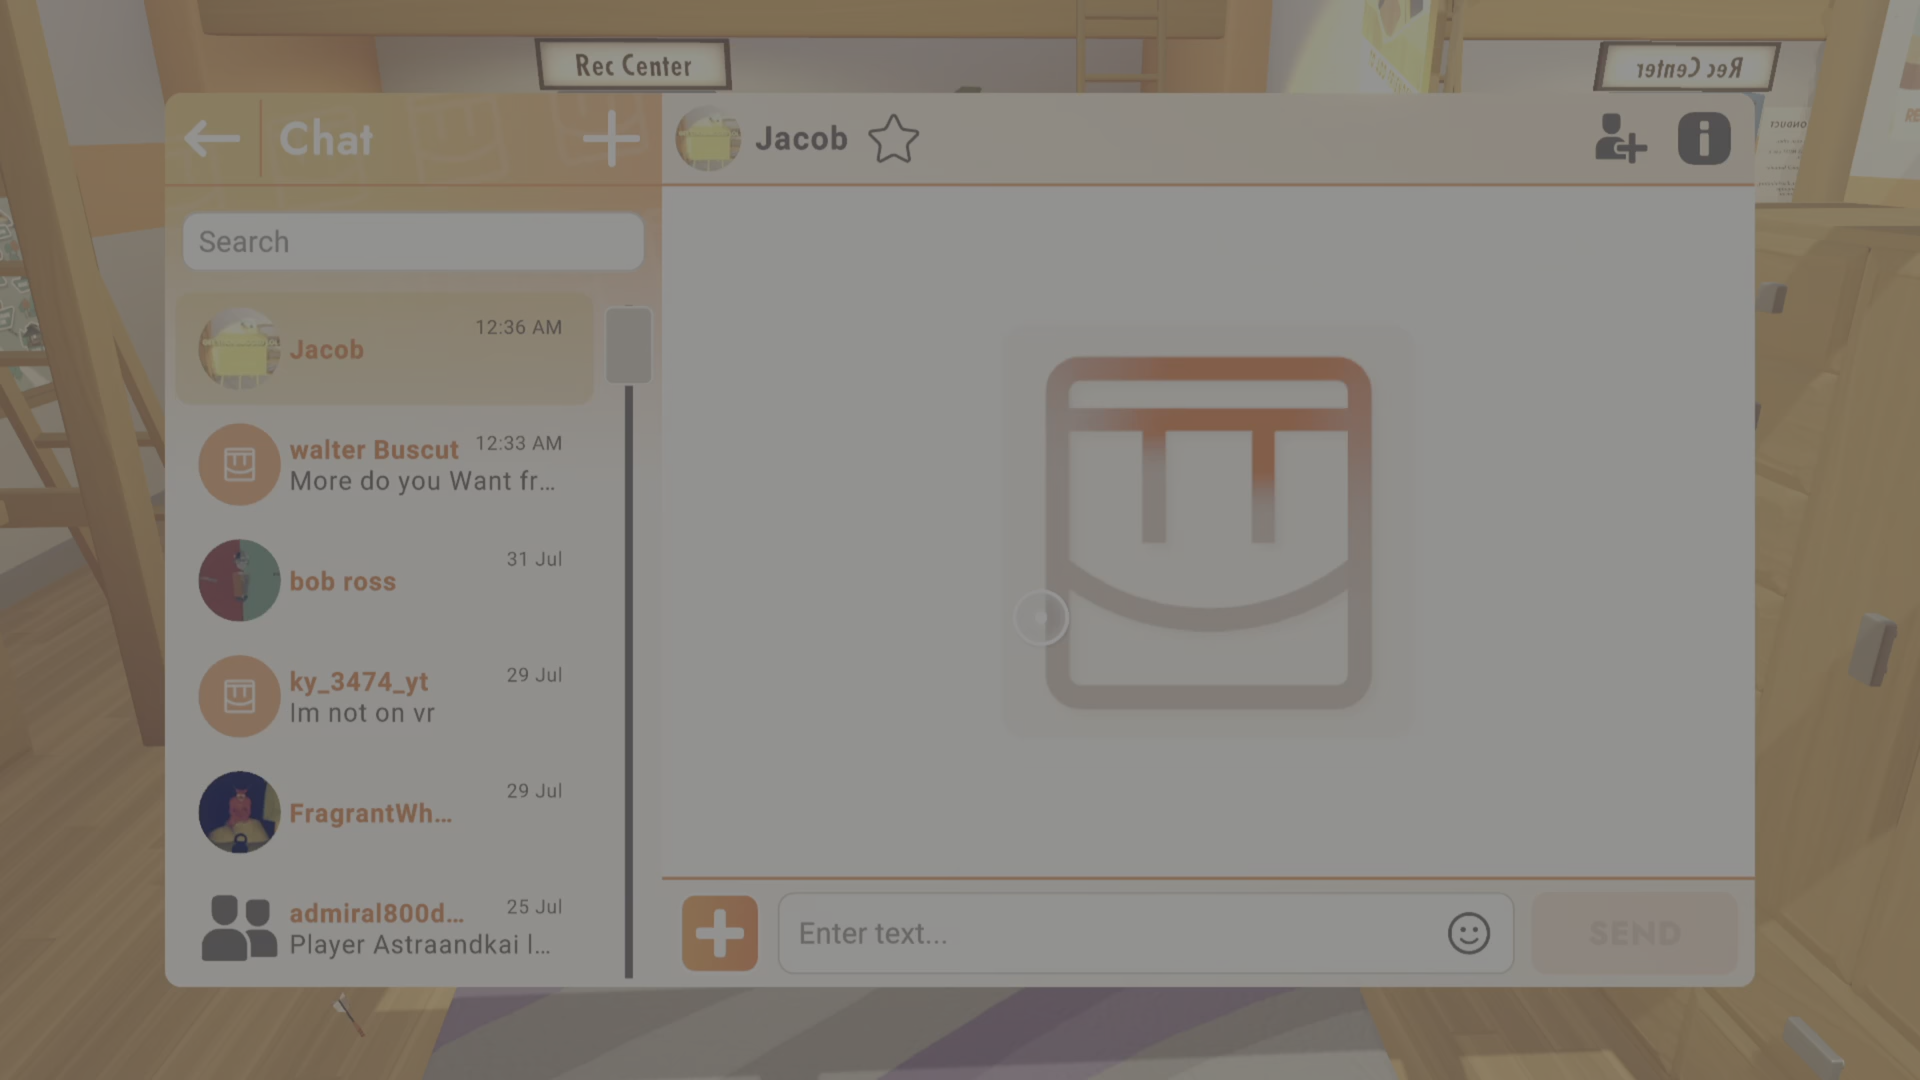 Rec Center
Rec Center
Chat
Jacob
Search
Jacob
12:36 AM
walter Buscut
12:33 AM
More do you Want fr...
bob ross
31 Jul
ky_3474_yt
29 Jul
Im not on vr
FragrantWh...
29 Jul
admiral800d...
25 Jul
Player Astraandkai l...
Enter text...
SEND